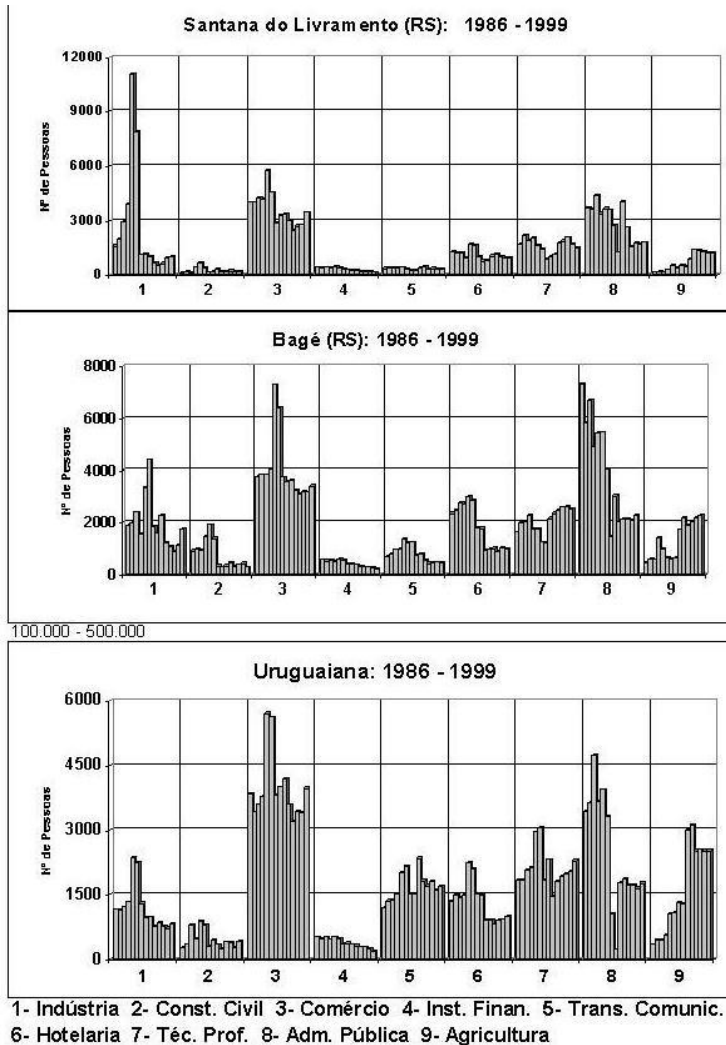 Santana do Livramento (RS): 1986 - 1999
Nº de Pessoas
12000
9000
6000
3000
0
1 2 3 4 5 6 7 8 9
Bagé (RS): 1986 - 1999
Nº de Pessoas
8000
6000
4000
2000
0
1 2 3 4 5 6 7 8 9
100.000 - 500.000
Uruguaiana: 1986 - 1999
Nº de Pessoas
6000
4500
3000
1500
0
1 2 3 4 5 6 7 8 9
1- Indústria 2- Const. Civil 3- Comércio 4- Inst. Finan. 5- Trans. Comunic.
6- Hotelaria 7- Téc. Prof. 8- Adm. Pública 9- Agricultura